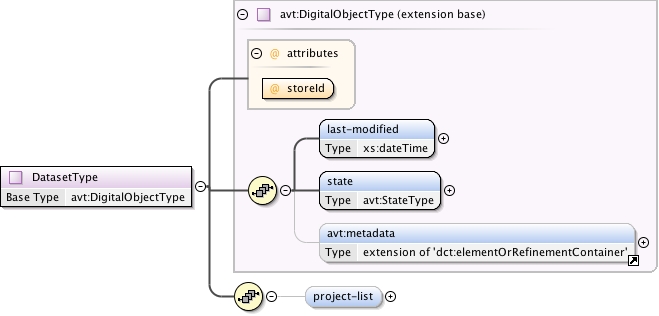 avt:DigitalObjectType (extension base)
@ attributes
@ storeId
last-modified
Type xs:dateTime
DatasetType
Base Type avt:DigitalObjectType
state
Type avt:StateType
avt:metadata
Type extension of 'dct:elementOrRefinementContainer'
project-list